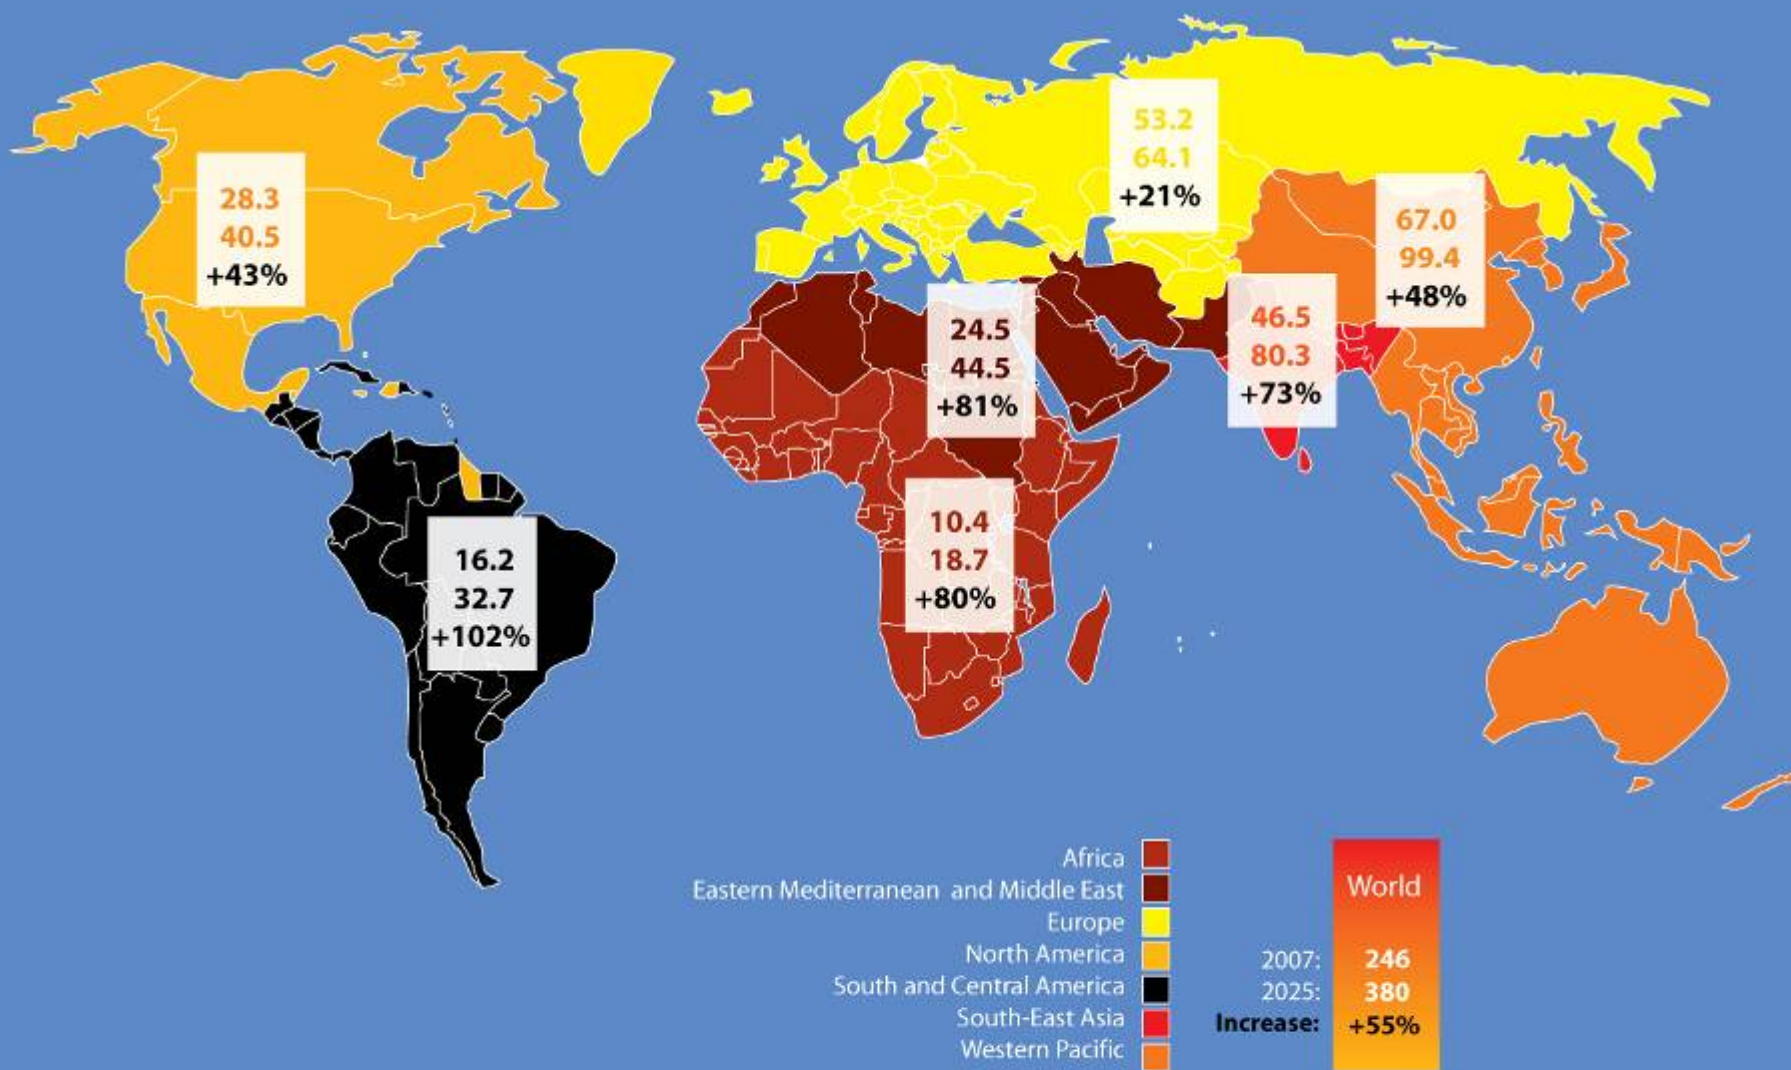 53.2
64.1
+21%
28.3
40.5
+43%
67.0
99.4
+48%
24.5
44.5
+81%
46.5
80.3
+73%
10.4
18.7
+80%
16.2
32.7
+102%
Africa
Eastern Mediterranean and Middle East
Europe
North America
South and Central America
South-East Asia
Western Pacific
World
2007: 246
2025: 380
Increase: +55%